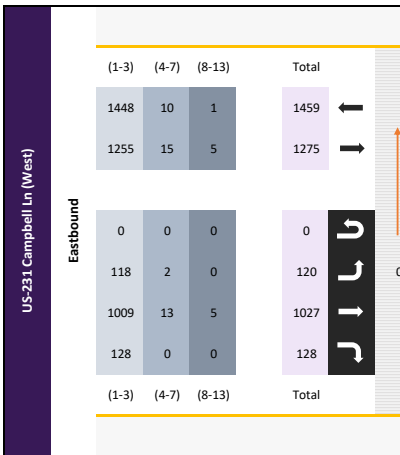 US-231 Campbell Ln (West)
Eastbound
(1-3) (4-7) (8-13) Total
1448 10 1 1459
1255 15 5 1275
0 0 0 0
118 2 0 120
1009 13 5 1027
128 0 0 128
(1-3) (4-7) (8-13) Total